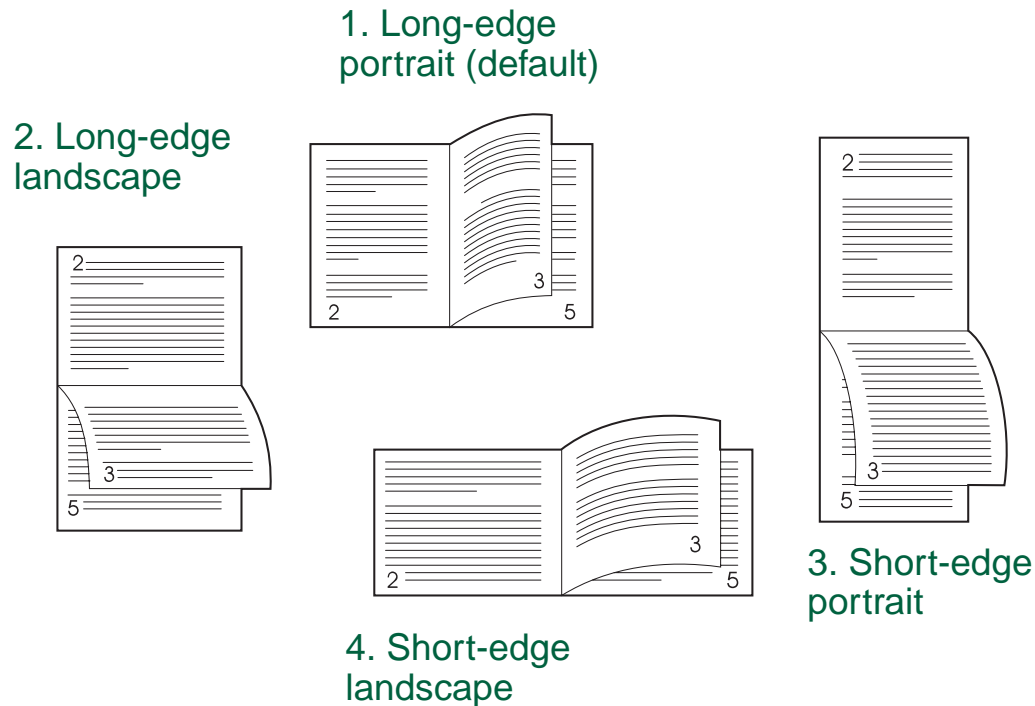 1. Long-edge
portrait (default)
2. Long-edge
landscape
2
3
5
2
3
5
2
3
5
3. Short-edge
portrait
2
3
5
4. Short-edge
landscape